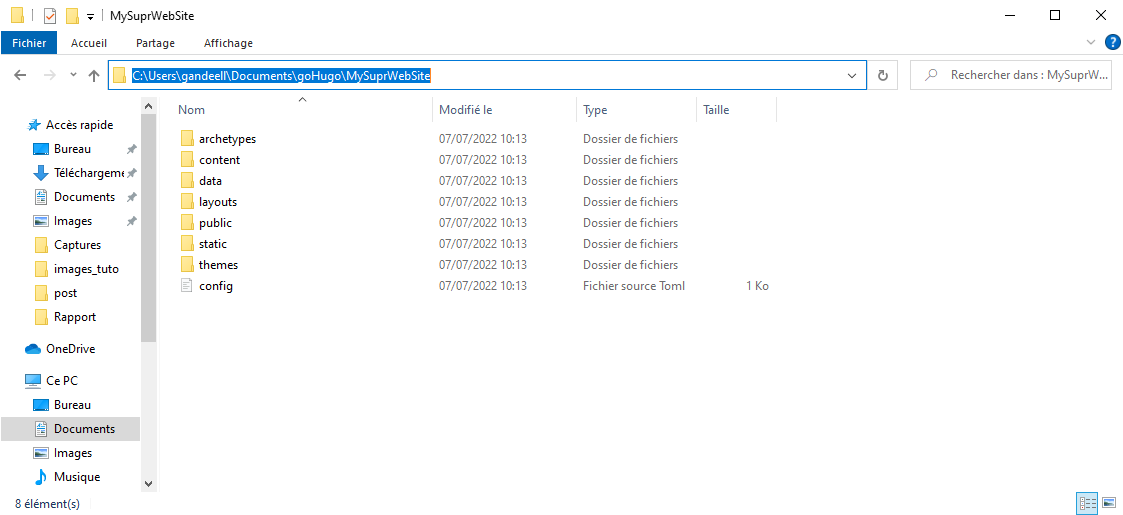 MySuprWebSite
Fichier Accueil Partage Affichage
C:\Users\gandeell\Documents\goHugo\MySuprWebSite Rechercher dans : MySuprW...
Nom Modifié le Type Taille
Accès rapide
Bureau
Téléchargeme
Documents
Images
Captures
images_tuto
post
Rapport
OneDrive
Ce PC
Bureau
Documents
Images
Musique
archetypes 07/07/2022 10:13 Dossier de fichiers
content 07/07/2022 10:13 Dossier de fichiers
data 07/07/2022 10:13 Dossier de fichiers
layouts 07/07/2022 10:13 Dossier de fichiers
public 07/07/2022 10:13 Dossier de fichiers
static 07/07/2022 10:13 Dossier de fichiers
themes 07/07/2022 10:13 Dossier de fichiers
config 07/07/2022 10:13 Fichier source Toml 1 Ko
8 élément(s)